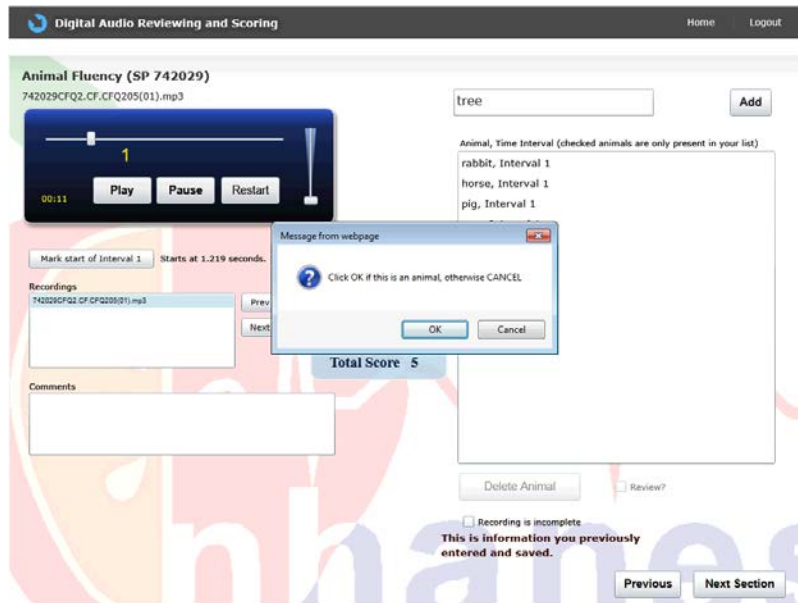 Digital Audio Reviewing and Scoring
Home
Logout
Animal Fluency (SP 742029)
742029CFQ2.CF.CFQ205(01).mp3
1
00:11
Play
Pause
Restart
Mark start of Interval 1
Starts at 1.219 seconds.
Recordings
742029CFQ2.CF.CFQ205(01).mp3
Prev
Next
Total Score 5
Comments
tree
Add
Animal, Time Interval (checked animals are only present in your list)
rabbit, Interval 1
horse, Interval 1
pig, Interval 1
Message from webpage
Click OK if this is an animal, otherwise CANCEL
OK
Cancel
Delete Animal
Review?
Recording is incomplete
This is information you previously
entered and saved.
Previous
Next Section
nhanes